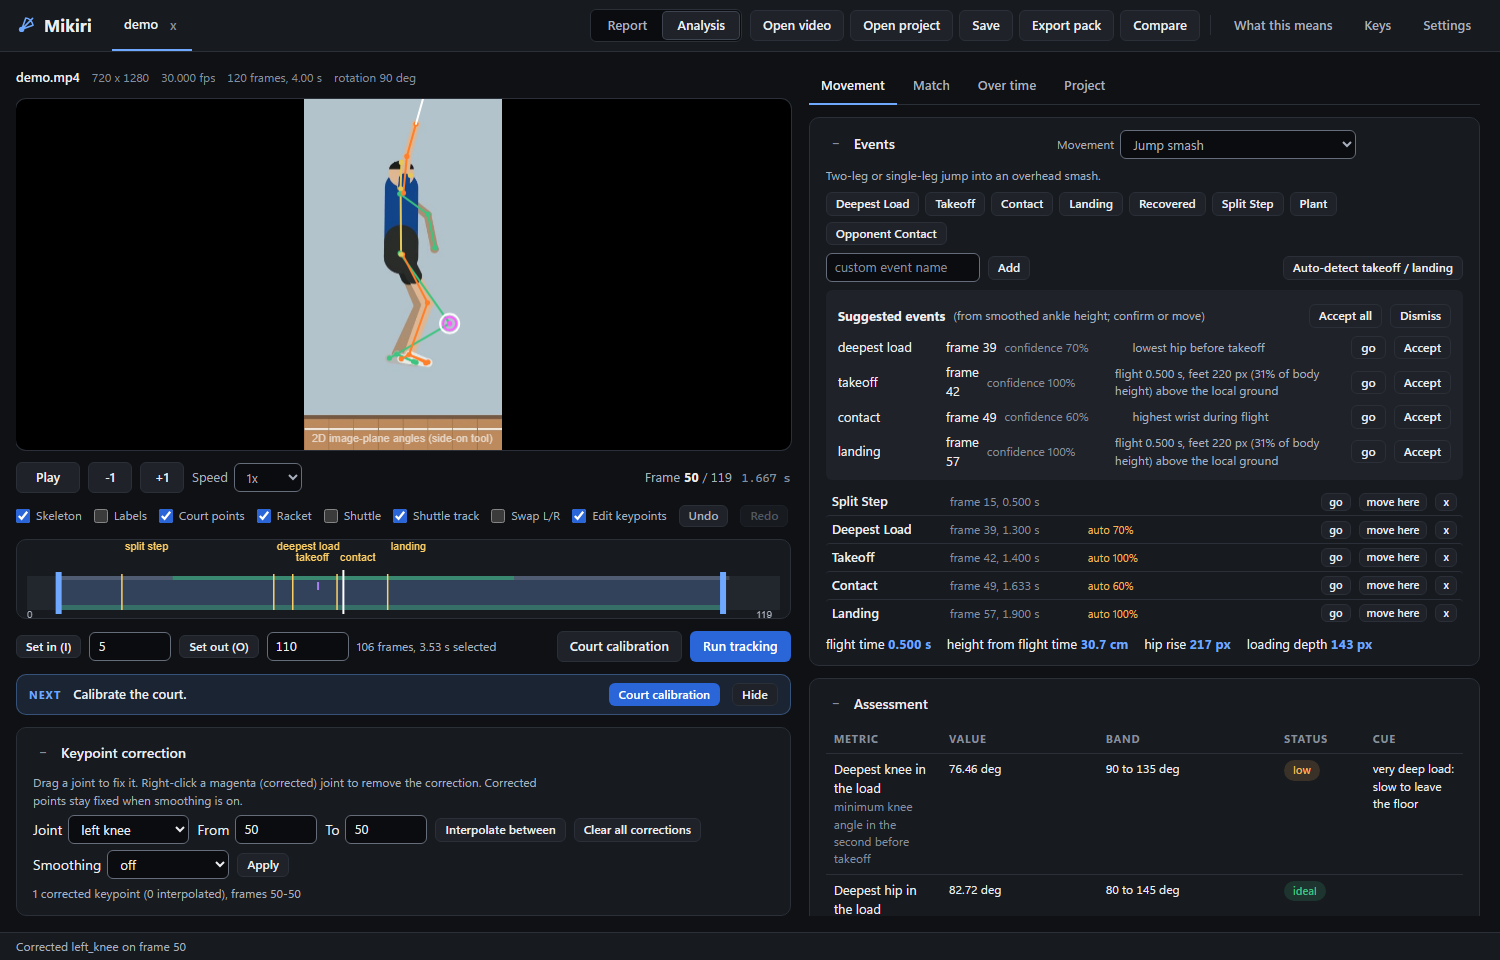 Mikiri
demo x
Report Analysis Open video Open project Save Export pack Compare What this means Keys Settings
demo.mp4 720 x 1280 30.000 fps 120 frames, 4.00 s rotation 90 deg
2D image-plane angles (side-on tool)
Play -1 +1 Speed 1x Frame 50 / 119 1.667 s
Skeleton Labels Court points Racket Shuttle Shuttle track Swap L/R Edit keypoints Undo Redo
split step deepest load landing
takeoff contact
0 119
Set in (I) 5 Set out (O) 110 106 frames, 3.53 s selected Court calibration Run tracking
NEXT Calibrate the court. Court calibration Hide
− Keypoint correction
Drag a joint to fix it. Right-click a magenta (corrected) joint to remove the correction. Corrected
points stay fixed when smoothing is on.
Joint left knee From 50 To 50 Interpolate between Clear all corrections
Smoothing off Apply
1 corrected keypoint (0 interpolated), frames 50-50
Movement Match Over time Project
− Events Movement Jump smash
Two-leg or single-leg jump into an overhead smash.
Deepest Load Takeoff Contact Landing Recovered Split Step Plant
Opponent Contact
custom event name Add Auto-detect takeoff / landing
Suggested events (from smoothed ankle height; confirm or move) Accept all Dismiss
deepest load frame 39 confidence 70% lowest hip before takeoff go Accept
takeoff frame 42 confidence 100% flight 0.500 s, feet 220 px (31% of body height) above the local ground go Accept
contact frame 49 confidence 60% highest wrist during flight go Accept
landing frame 57 confidence 100% flight 0.500 s, feet 220 px (31% of body height) above the local ground go Accept
Split Step frame 15, 0.500 s go move here x
Deepest Load frame 39, 1.300 s auto 70% go move here x
Takeoff frame 42, 1.400 s auto 100% go move here x
Contact frame 49, 1.633 s auto 60% go move here x
Landing frame 57, 1.900 s auto 100% go move here x
flight time 0.500 s height from flight time 30.7 cm hip rise 217 px loading depth 143 px
− Assessment
METRIC VALUE BAND STATUS CUE
Deepest knee in the load 76.46 deg 90 to 135 deg low very deep load: slow to leave the floor
minimum knee angle in the second before takeoff
Deepest hip in the load 82.72 deg 80 to 145 deg ideal
Corrected left_knee on frame 50